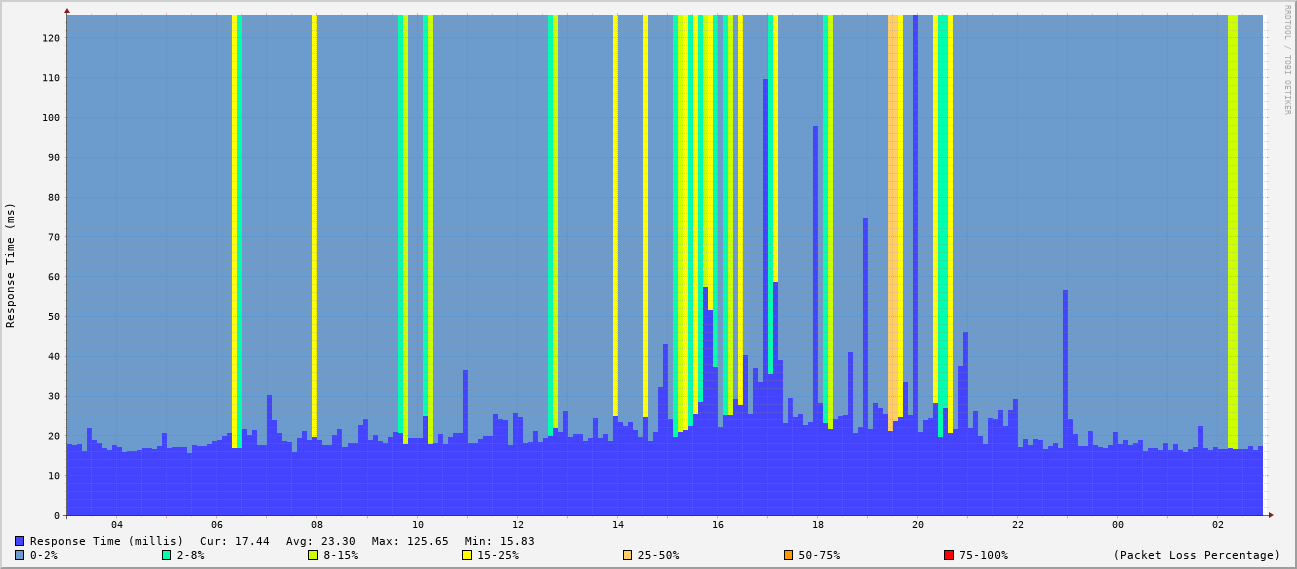 RRDTOOL / TOBI OETIKER
Response Time (ms)
120
110
100
90
80
70
60
50
40
30
20
10
0
04 06 08 10 12 14 16 18 20 22 00 02
Response Time (millis) Cur: 17.44 Avg: 23.30 Max: 125.65 Min: 15.83
0-2% 2-8% 8-15% 15-25% 25-50% 50-75% 75-100% (Packet Loss Percentage)